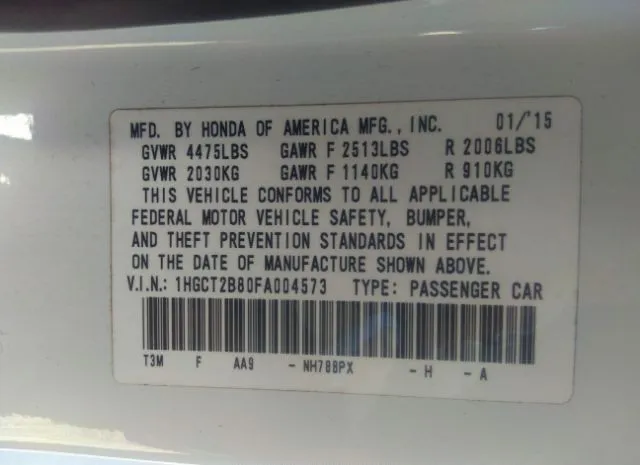 MFD. BY HONDA OF AMERICA MFG., INC. 01/'15
GVWR 4475LBS GAWR F 2513LBS R 2006LBS
GVWR 2030KG GAWR F 1140KG R 910KG
THIS VEHICLE CONFORMS TO ALL APPLICABLE
FEDERAL MOTOR VEHICLE SAFETY, BUMPER,
AND THEFT PREVENTION STANDARDS IN EFFECT
ON THE DATE OF MANUFACTURE SHOWN ABOVE.
V.I.N.: 1HGCT2B80FA004573 TYPE: PASSENGER CAR
T3M F AA9 - NH788PX - H - A